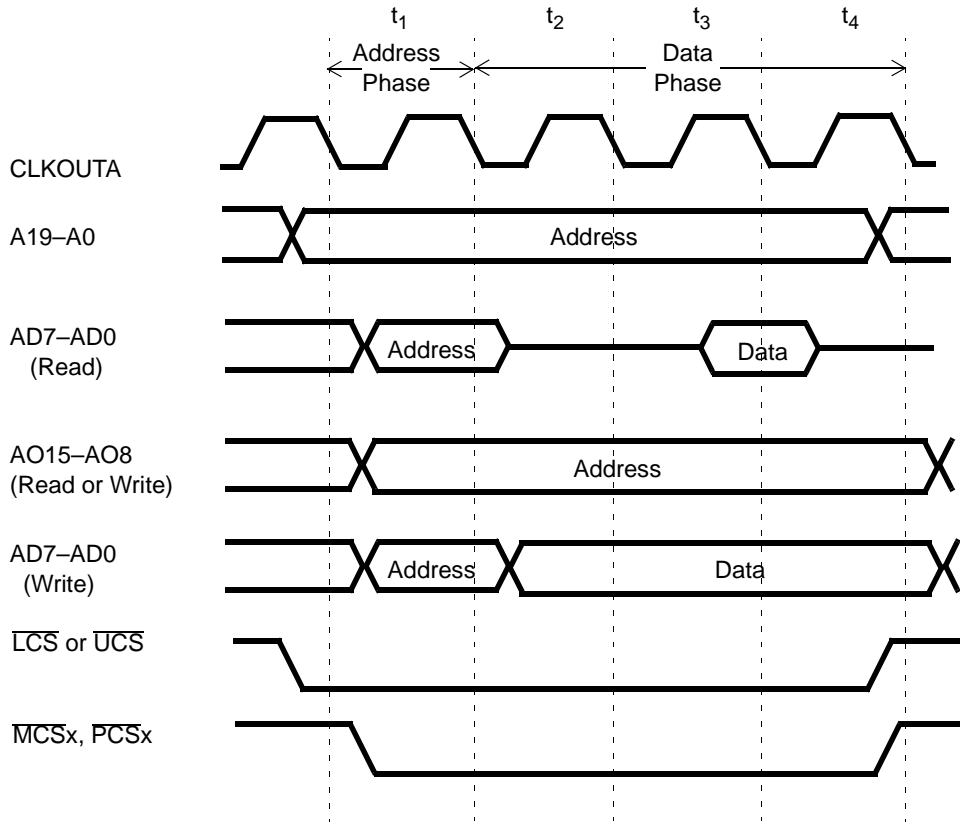 t1 t2 t3 t4
Address Phase
Data Phase
CLKOUTA
A19–A0
Address
AD7–AD0
(Read)
Address
Data
AO15–AO8
(Read or Write)
Address
AD7–AD0
(Write)
Address
Data
LCS or UCS
MCSx, PCSx